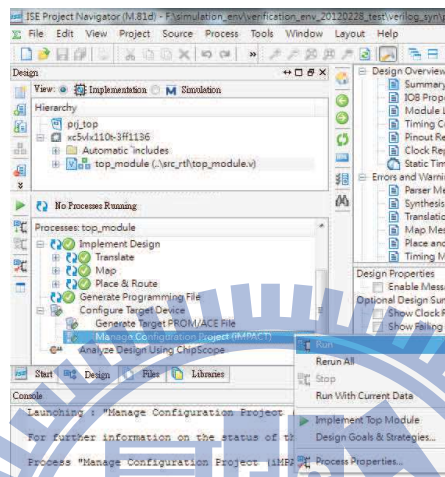 ISE Project Navigator (M.81d) - F:\simulation_env\verification_env_20120228_test\verilog_syn\p
File Edit View Project Source Process Tools Window Layout Help
Design
View: Implementation Simulation
Hierarchy
prj_top
xc5vlx110t-3ff1136
Automatic `includes
top_module (..\src_rtl\top_module.v)
No Processes Running
Processes: top_module
Implement Design
Translate
Map
Place & Route
Generate Programming File
Configure Target Device
Generate Target PROM/ACE File
Manage Configuration Project (iMPACT)
Analyze Design Using ChipScope
Start Design Files Libraries
Console
Launching : "Manage Configuration Project
For further information on the status of th
Process "Manage Configuration Project (iMPA
Design Overview
Summary
IOB Prope
Module L
Timing Co
Pinout Re
Clock Rep
Static Tim
Errors and Warnin
Parser Me
Synthesis
Translatio
Map Mes
Place and
Timing M
Design Properties
Enable Messa
Optional Design Sum
Show Clock R
Show Failing
Run
Rerun All
Stop
Run With Current Data
Implement Top Module
Design Goals & Strategies...
Process Properties...